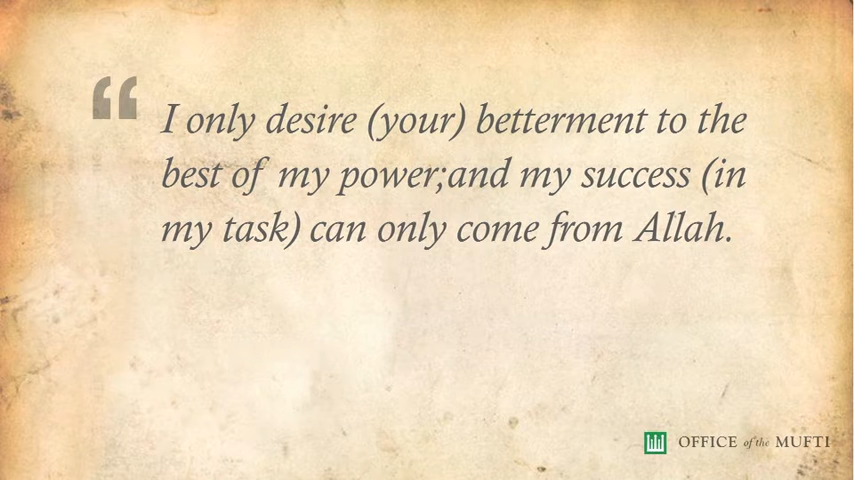 “
I only desire (your) betterment to the
best of my power;and my success (in
my task) can only come from Allah.
OFFICE of the MUFTI